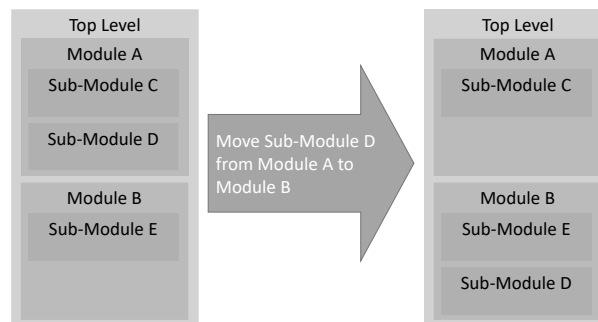 Top Level
Module A
Sub-Module C
Sub-Module D
Module B
Sub-Module E
Move Sub-Module D
from Module A to
Module B
Top Level
Module A
Sub-Module C
Module B
Sub-Module E
Sub-Module D